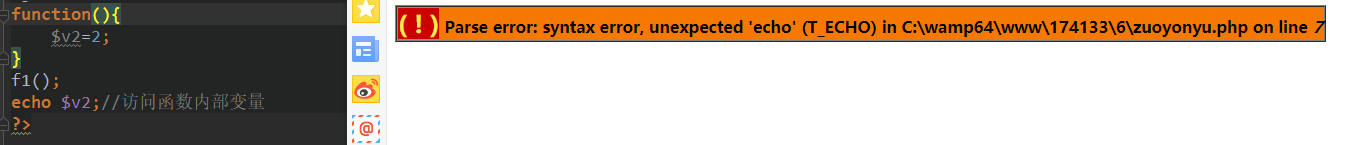 function(){
$v2=2;
}
f1();
echo $v2;//访问函数内部变量
?>
@
(!) Parse error: syntax error, unexpected 'echo' (T_ECHO) in C:\wamp64\www\174133\6\zuoyonyu.php on line 7